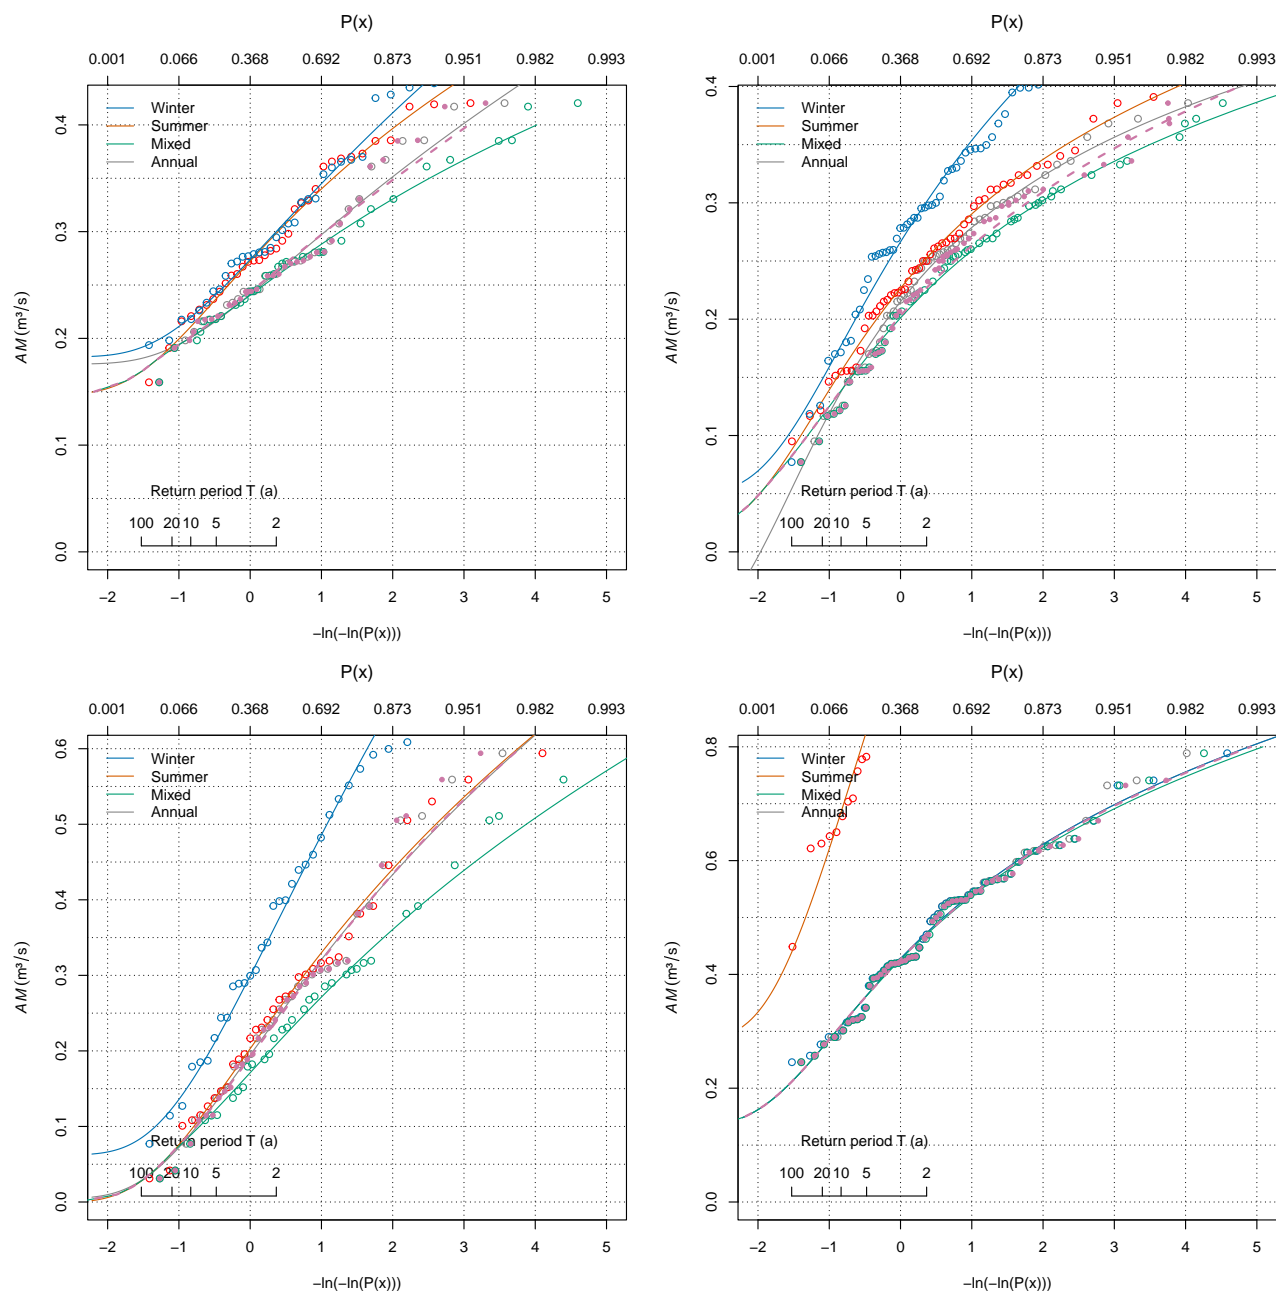 P(x)
0.001 0.066 0.368 0.692 0.873 0.951 0.982 0.993
Winter
Summer
Mixed
Annual
0.4
0.3
0.2
0.1
0.0
AM (m³/s)
Return period T (a)
100 20 10 5 2
−2 −1 0 1 2 3 4 5
−ln(−ln(P(x)))
P(x)
0.001 0.066 0.368 0.692 0.873 0.951 0.982 0.993
Winter
Summer
Mixed
Annual
0.4
0.3
0.2
0.1
0.0
AM (m³/s)
Return period T (a)
100 20 10 5 2
−2 −1 0 1 2 3 4 5
−ln(−ln(P(x)))
P(x)
0.001 0.066 0.368 0.692 0.873 0.951 0.982 0.993
Winter
Summer
Mixed
Annual
0.6
0.5
0.4
0.3
0.2
0.1
0.0
AM (m³/s)
Return period T (a)
100 20 10 5 2
−2 −1 0 1 2 3 4 5
−ln(−ln(P(x)))
P(x)
0.001 0.066 0.368 0.692 0.873 0.951 0.982 0.993
Winter
Summer
Mixed
Annual
0.8
0.6
0.4
0.2
0.0
AM (m³/s)
Return period T (a)
100 20 10 5 2
−2 −1 0 1 2 3 4 5
−ln(−ln(P(x)))